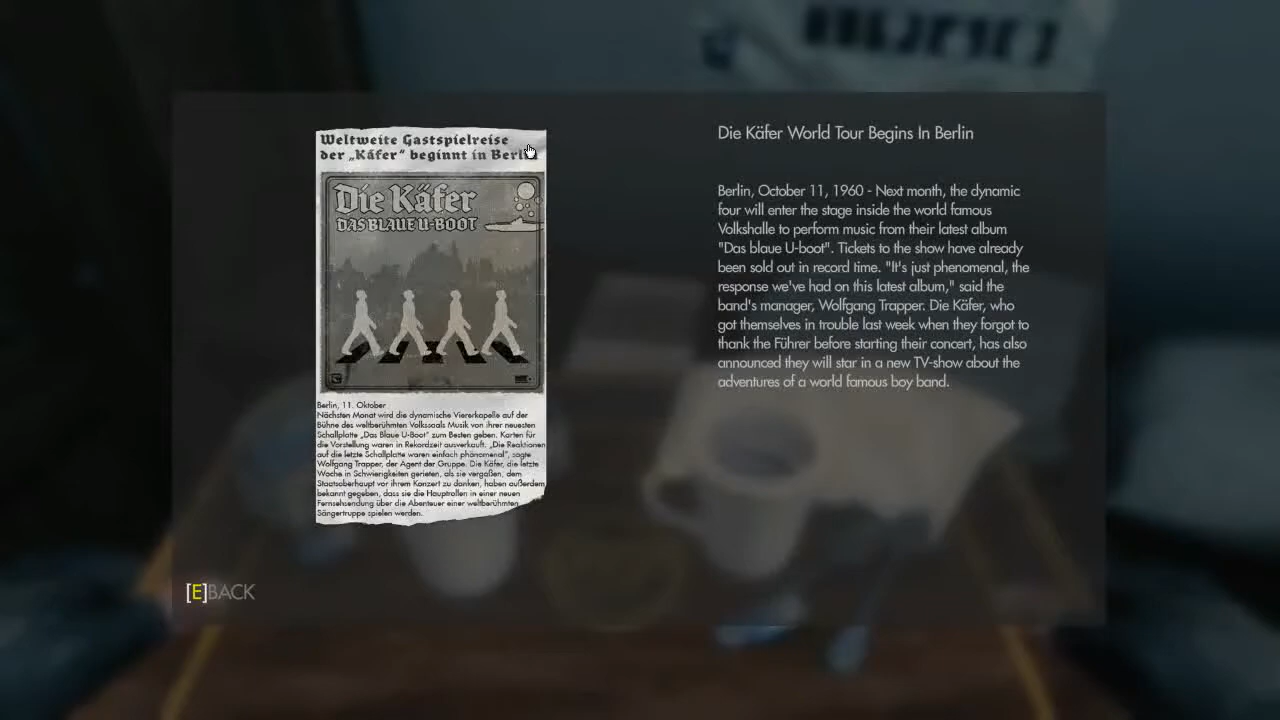 Weltweite Gastspielreise
der „Käfer“ beginnt in Berlin
Die Käfer
DAS BLAUE U-BOOT
Berlin, 11. Oktober
Nächsten Monat wird die dynamische Viererkapelle auf der
Bühne des weltberühmten Volkssaals Musik von ihrer neuesten
Schallplatte „Das Blaue U-Boot“ zum Besten geben. Karten für
die Vorstellung waren in Rekordzeit ausverkauft. „Die Reaktionen
auf die letzte Schallplatte waren einfach phänomenal“, sagte
Wolfgang Trapper, der Agent der Gruppe. Die Käfer, die letzte
Woche in Schwierigkeiten gerieten, als sie vergaßen, dem
Staatsoberhaupt vor ihrem Konzert zu danken, haben außerdem
bekannt gegeben, dass sie die Hauptrollen in einer neuen
Fernsehsendung über die Abenteuer einer weltberühmten
Sängertruppe spielen werden.
Die Käfer World Tour Begins In Berlin
Berlin, October 11, 1960 - Next month, the dynamic
four will enter the stage inside the world famous
Volkshalle to perform music from their latest album
"Das blaue U-boot". Tickets to the show have already
been sold out in record time. "It's just phenomenal, the
response we've had on this latest album," said the
band's manager, Wolfgang Trapper. Die Käfer, who
got themselves in trouble last week when they forgot to
thank the Führer before starting their concert, has also
announced they will star in a new TV-show about the
adventures of a world famous boy band.
[E]BACK